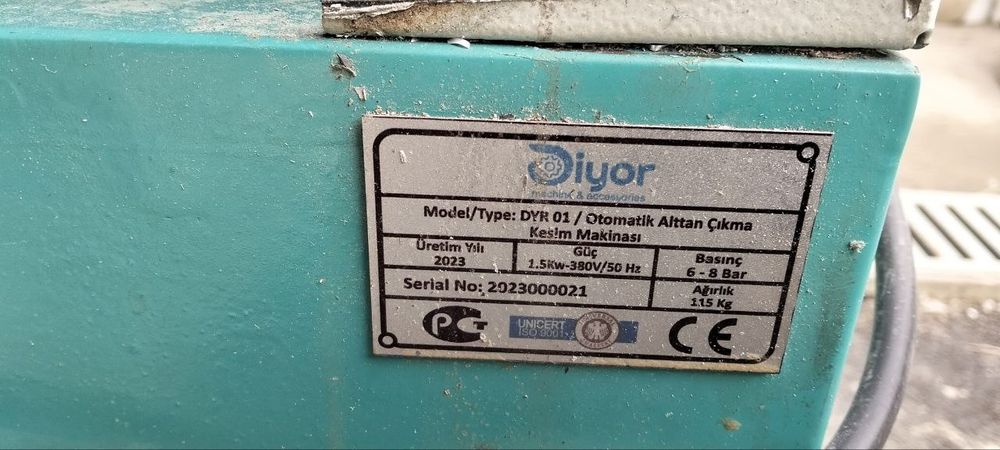 Diyor
machine & accesyories
Model/Type: DYR 01 / Otomatik Alttan Çıkma
Kesim Makinası
Üretim Yılı
2023
Güç
1.5Kw-380V/50 Hz
Basınç
6 - 8 Bar
Serial No: 2023000021
Ağırlık
115 Kg
UNICERT
ISO 9001
CE